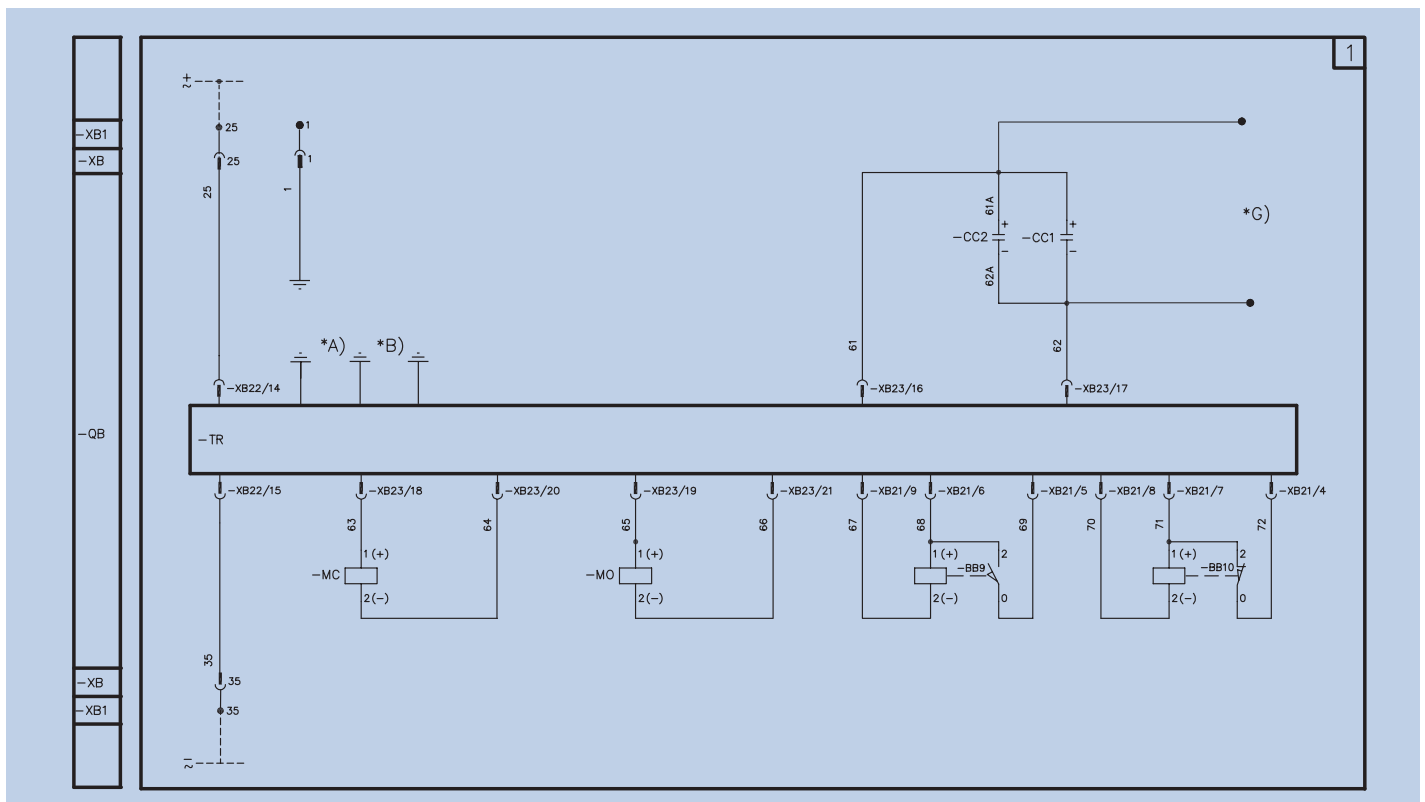 1
+
~
-XB1
25
1
-XB
25
1
25
1
61A
+
+
*G)
-CC2
-CC1
-
-
62A
*A)
*B)
61
62
-XB22/14
-XB23/16
-XB23/17
-QB
-TR
-XB22/15
-XB23/18
-XB23/20
-XB23/19
-XB23/21
-XB21/9
-XB21/6
-XB21/5
-XB21/8
-XB21/7
-XB21/4
63
64
65
66
67
68
69
70
71
72
1(+)
1(+)
1(+)
2
1(+)
2
-MC
-MO
-BB9
-BB10
2(-)
2(-)
2(-)
0
2(-)
0
35
-XB
35
-XB1
35
-
~